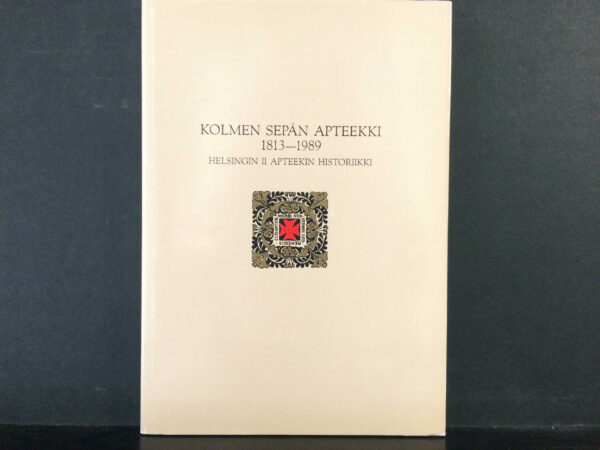 KOLMEN SEPÄN APTEEKKI
1813—1989
HELSINGIN II APTEEKIN HISTORIIKKI